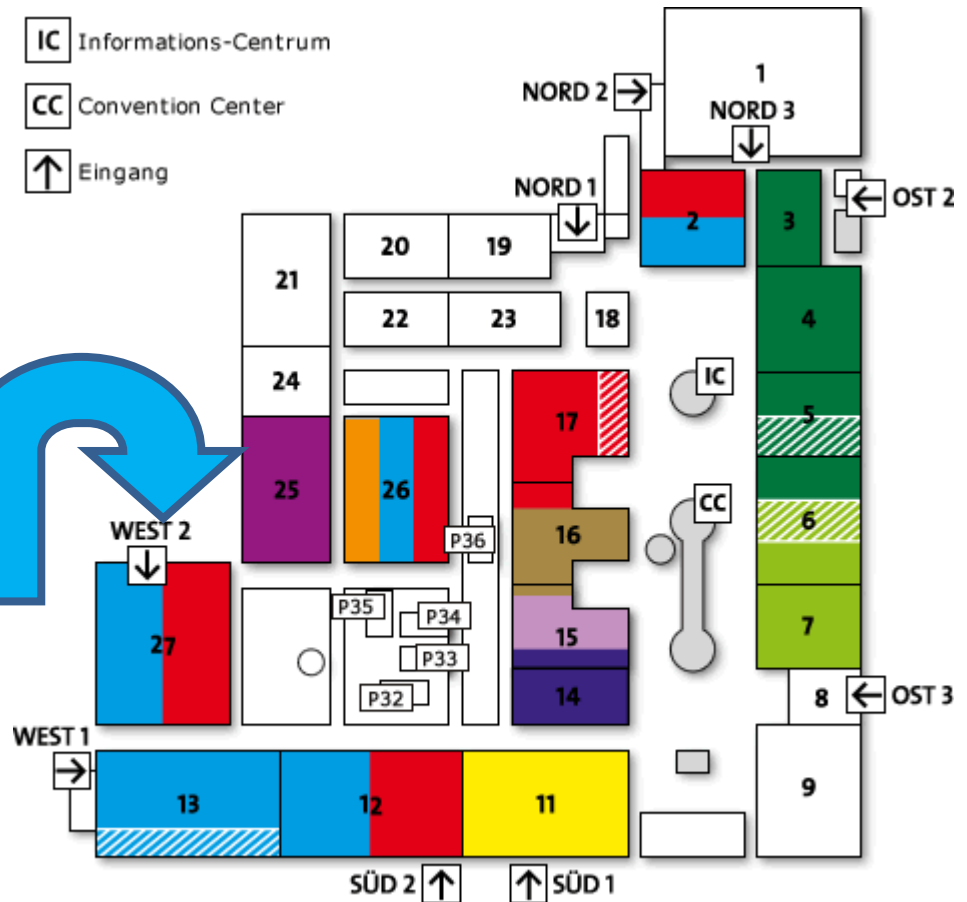 IC Informations-Centrum
CC Convention Center
Eingang
1
NORD 2
NORD 3
NORD 1
OST 2
2
3
20
19
21
4
22
23
18
24
IC
17
5
25
26
CC
6
WEST 2
P36
16
P35
P34
15
7
27
P33
P32
14
8
OST 3
WEST 1
13
12
11
9
SÜD 2
SÜD 1